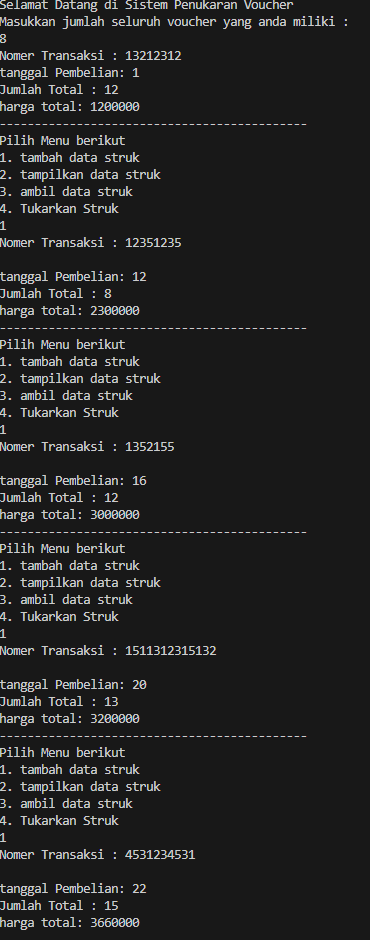 Selamat Datang di Sistem Penukaran Voucher
Masukkan jumlah seluruh voucher yang anda miliki :
8
Nomer Transaksi : 13212312
tanggal Pembelian: 1
Jumlah Total : 12
harga total: 1200000
--------------------------------------------
Pilih Menu berikut
1. tambah data struk
2. tampilkan data struk
3. ambil data struk
4. Tukarkan Struk
1
Nomer Transaksi : 12351235
tanggal Pembelian: 12
Jumlah Total : 8
harga total: 2300000
--------------------------------------------
Pilih Menu berikut
1. tambah data struk
2. tampilkan data struk
3. ambil data struk
4. Tukarkan Struk
1
Nomer Transaksi : 1352155
tanggal Pembelian: 16
Jumlah Total : 12
harga total: 3000000
--------------------------------------------
Pilih Menu berikut
1. tambah data struk
2. tampilkan data struk
3. ambil data struk
4. Tukarkan Struk
1
Nomer Transaksi : 1511312315132
tanggal Pembelian: 20
Jumlah Total : 13
harga total: 3200000
--------------------------------------------
Pilih Menu berikut
1. tambah data struk
2. tampilkan data struk
3. ambil data struk
4. Tukarkan Struk
1
Nomer Transaksi : 4531234531
tanggal Pembelian: 22
Jumlah Total : 15
harga total: 3660000